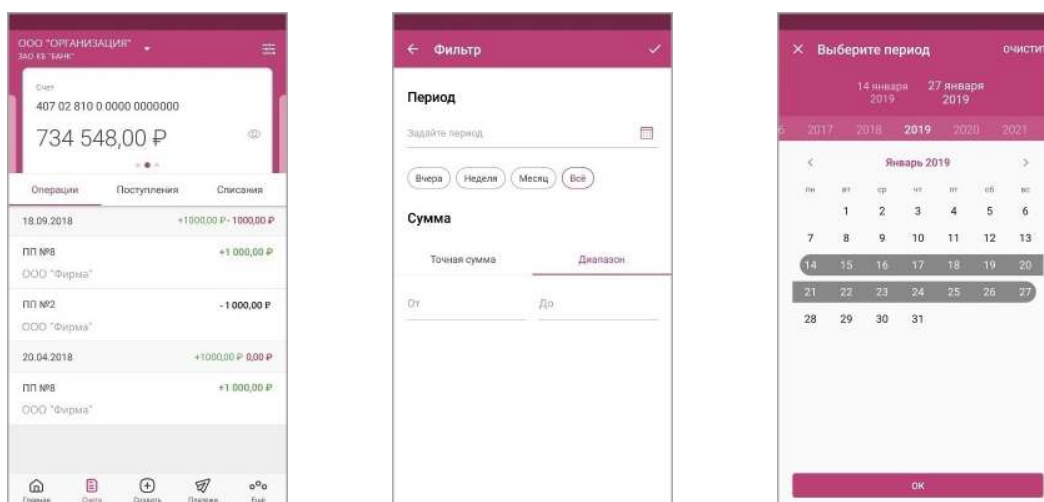 ООО "ОРГАНИЗАЦИЯ"
ЗАО КБ "БАНК"
Счет
407 02 810 0 0000 0000000
734 548,00 ₽
Операции Поступления Списания
18.09.2018 +1000,00 ₽ - 1000,00 ₽
ПП №8 +1 000,00 ₽
ООО "Фирма"
ПП №2 - 1 000,00 ₽
ООО "Фирма"
20.04.2018 +1000,00 ₽ 0,00 ₽
ПП №8 +1 000,00 ₽
ООО "Фирма"
Главная Счета Создать Платежи Ещё
Фильтр
Период
Задайте период
Вчера Неделя Месяц Всё
Сумма
Точная сумма Диапазон
От До
Выберите период ОЧИСТИТ
14 января 27 января
2019 2019
6 2017 2018 2019 2020 2021
Январь 2019
пн вт ср чт пт сб вс
1 2 3 4 5 6
7 8 9 10 11 12 13
14 15 16 17 18 19 20
21 22 23 24 25 26 27
28 29 30 31
ОК